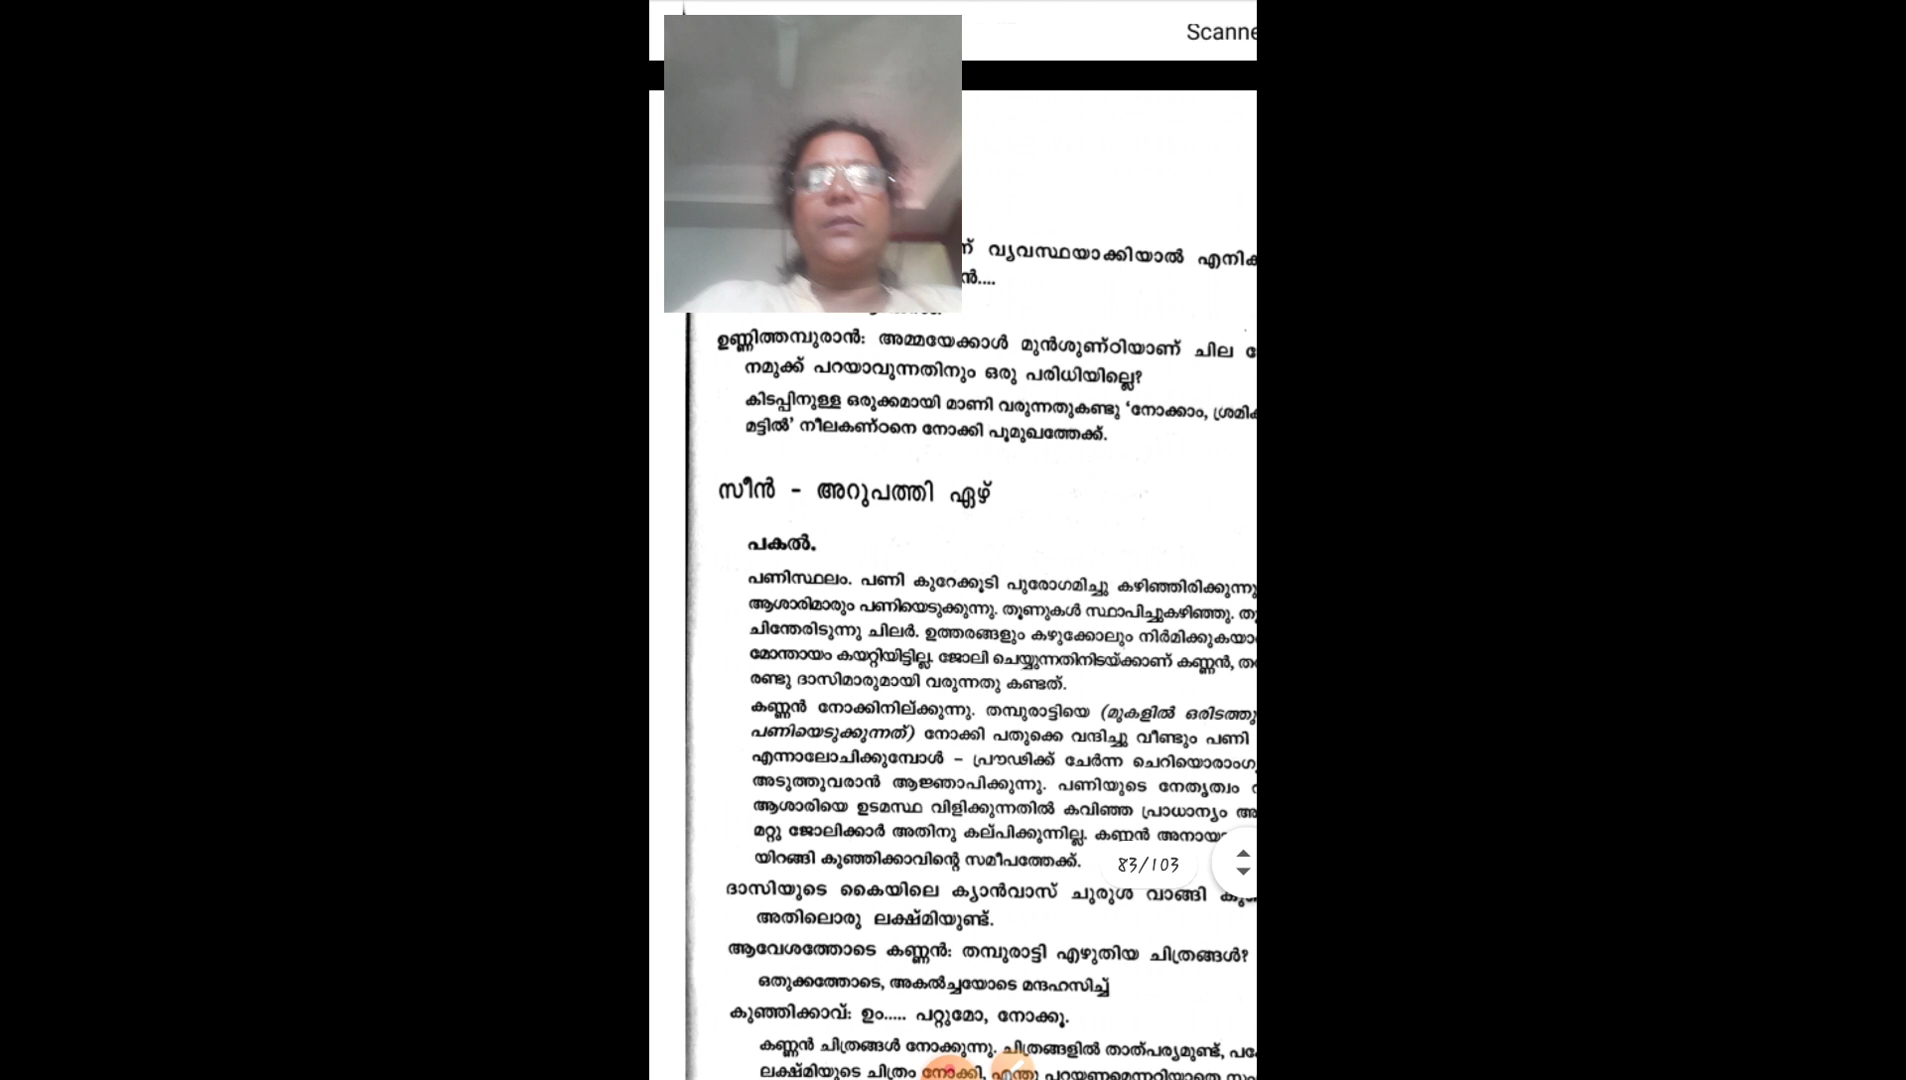 Scanne
വ്യവസ്ഥയാക്കിയാൽ എനിക്
ൻ....
ഉണ്ണിത്തമ്പുരാൻ: അമ്മയേക്കാൾ മുൻശുണ്ഠിയാണ് ചില
നമുക്ക് പറയാവുന്നതിനും ഒരു പരിധിയില്ലെ?
കിടപ്പിനുള്ള ഒരുക്കമായി മാണി വരുന്നതുകണ്ടു ‘നോക്കാം, ശ്രമിക്
മട്ടിൽ’ നീലകണ്ഠനെ നോക്കി പൂമുഖത്തേക്ക്.
സീൻ - അറുപത്തി ഏഴ്
പകൽ.
പണിസ്ഥലം. പണി കുറേക്കൂടി പുരോഗമിച്ചു കഴിഞ്ഞിരിക്കുന്നു
ആശാരിമാരും പണിയെടുക്കുന്നു. തൂണുകൾ സ്ഥാപിച്ചുകഴിഞ്ഞു. തൂ
ചിന്തേരിടുന്നു ചിലർ. ഉത്തരങ്ങളും കഴുക്കോലും നിർമിക്കുകയാ
മോന്തായം കയറ്റിയിട്ടില്ല. ജോലി ചെയ്യുന്നതിനിടയ്ക്കാണ് കണ്ണൻ, ത
രണ്ടു ദാസിമാരുമായി വരുന്നതു കണ്ടത്.
കണ്ണൻ നോക്കിനില്ക്കുന്നു. തമ്പുരാട്ടിയെ (മുകളിൽ ഒരിടത്തു
പണിയെടുക്കുന്നത്) നോക്കി പതുക്കെ വന്ദിച്ചു വീണ്ടും പണി
എന്നാലോചിക്കുമ്പോൾ – പ്രൗഢിക്ക് ചേർന്ന ചെറിയൊരാംഗ്യ
അടുത്തുവരാൻ ആജ്ഞാപിക്കുന്നു. പണിയുടെ നേതൃത്വം
ആശാരിയെ ഉടമസ്ഥ വിളിക്കുന്നതിൽ കവിഞ്ഞ പ്രാധാന്യം അ
മറ്റു ജോലിക്കാർ അതിനു കല്പിക്കുന്നില്ല. കണ്ണൻ അനായ
യിറങ്ങി കുഞ്ഞിക്കാവിന്റെ സമീപത്തേക്ക്.
83/103
ദാസിയുടെ കൈയിലെ ക്യാൻവാസ് ചുരുൾ വാങ്ങി
അതിലൊരു ലക്ഷ്മിയുണ്ട്.
ആവേശത്തോടെ കണ്ണൻ: തമ്പുരാട്ടി എഴുതിയ ചിത്രങ്ങൾ?
ഒതുക്കത്തോടെ, അകൽച്ചയോടെ മന്ദഹസിച്ച്
കുഞ്ഞിക്കാവ്: ഉം..... പറ്റുമോ, നോക്കൂ.
കണ്ണൻ ചിത്രങ്ങൾ നോക്കുന്നു. ചിത്രങ്ങളിൽ താത്പര്യമുണ്ട്, പക്ഷേ
ലക്ഷ്മിയുടെ ചിത്രം നോക്കി, എന്തു പറയണമെന്നറിയാതെ